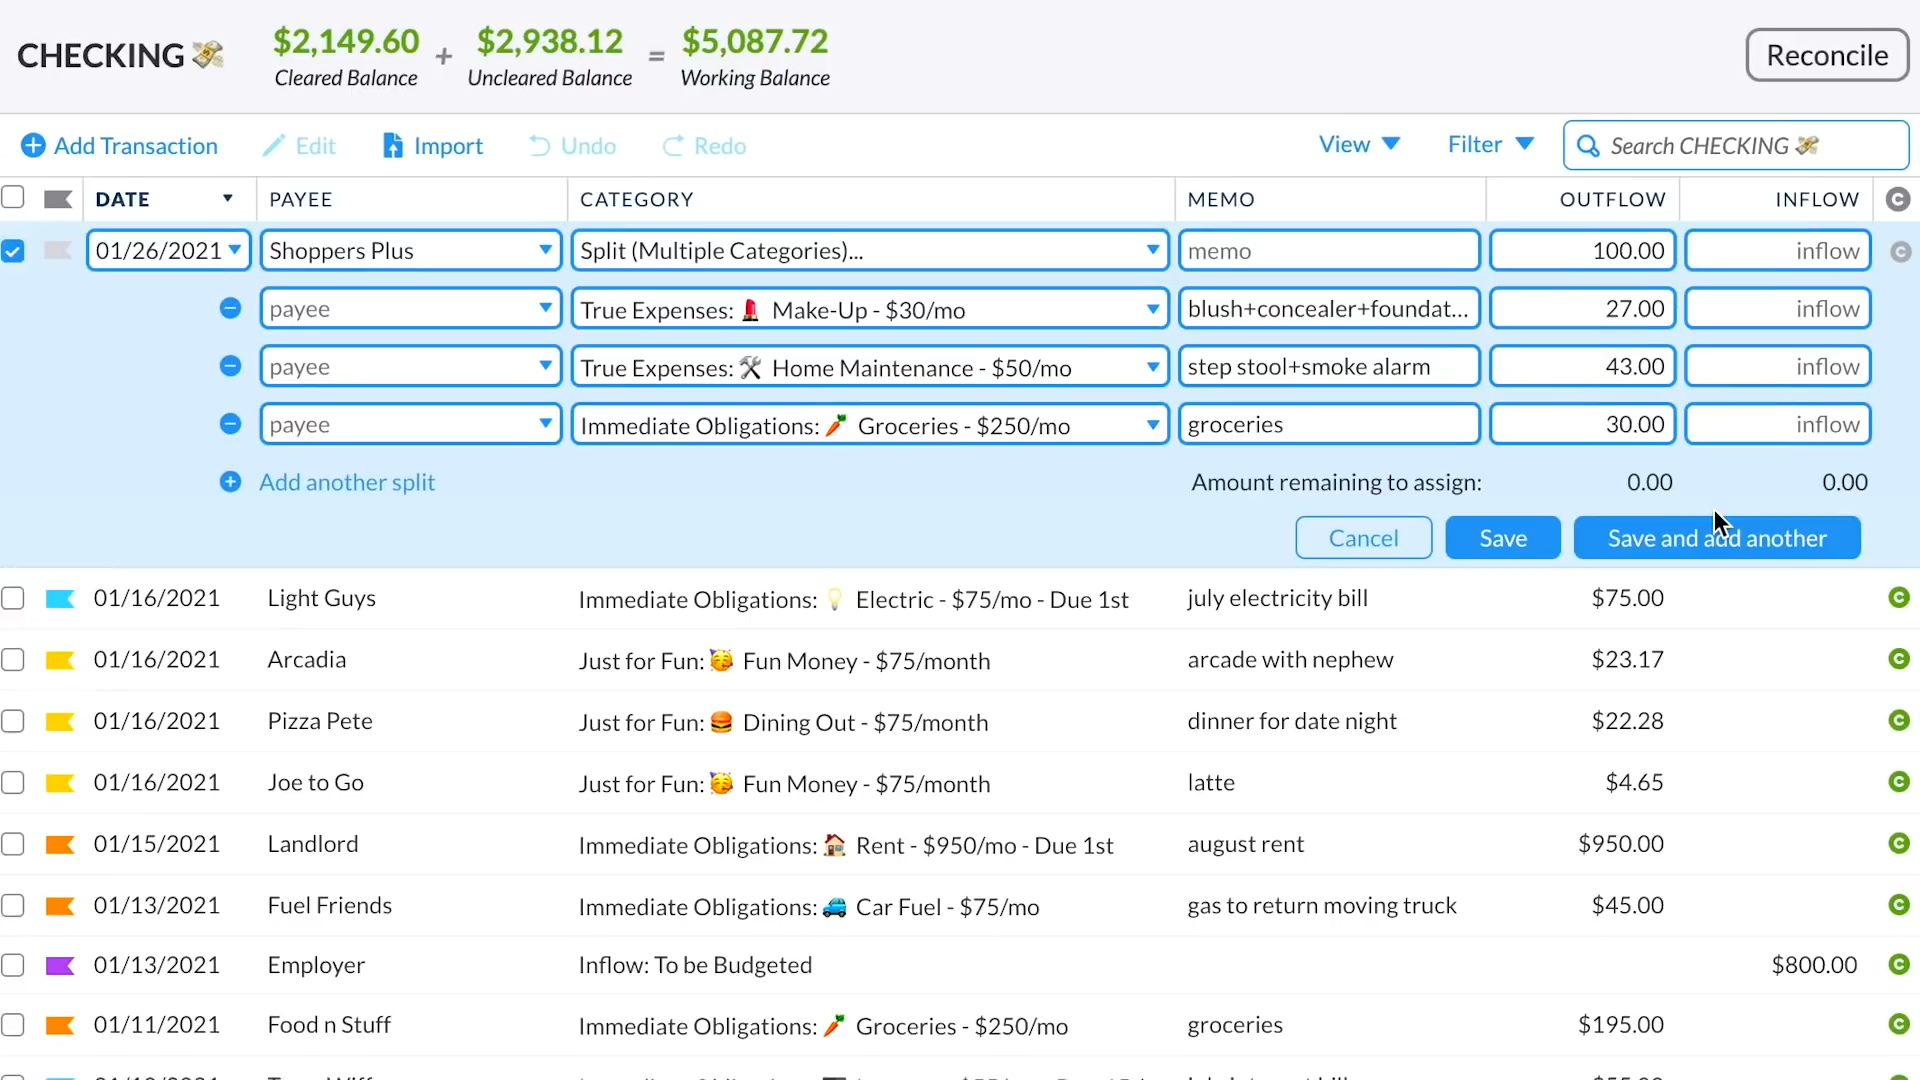 CHECKING
$2,149.60 + $2,938.12 = $5,087.72
Cleared Balance Uncleared Balance Working Balance
Reconcile
Add Transaction Edit Import Undo Redo View Filter Search CHECKING
DATE PAYEE CATEGORY MEMO OUTFLOW INFLOW C
01/26/2021 Shoppers Plus Split (Multiple Categories)... memo 100.00 inflow C
payee True Expenses: Make-Up - $30/mo blush+concealer+foundat... 27.00 inflow
payee True Expenses: Home Maintenance - $50/mo step stool+smoke alarm 43.00 inflow
payee Immediate Obligations: Groceries - $250/mo groceries 30.00 inflow
Add another split Amount remaining to assign: 0.00 0.00
Cancel Save Save and add another
01/16/2021 Light Guys Immediate Obligations: Electric - $75/mo - Due 1st july electricity bill $75.00 C
01/16/2021 Arcadia Just for Fun: Fun Money - $75/month arcade with nephew $23.17 C
01/16/2021 Pizza Pete Just for Fun: Dining Out - $75/month dinner for date night $22.28 C
01/16/2021 Joe to Go Just for Fun: Fun Money - $75/month latte $4.65 C
01/15/2021 Landlord Immediate Obligations: Rent - $950/mo - Due 1st august rent $950.00 C
01/13/2021 Fuel Friends Immediate Obligations: Car Fuel - $75/mo gas to return moving truck $45.00 C
01/13/2021 Employer Inflow: To be Budgeted $800.00 C
01/11/2021 Food n Stuff Immediate Obligations: Groceries - $250/mo groceries $195.00 C